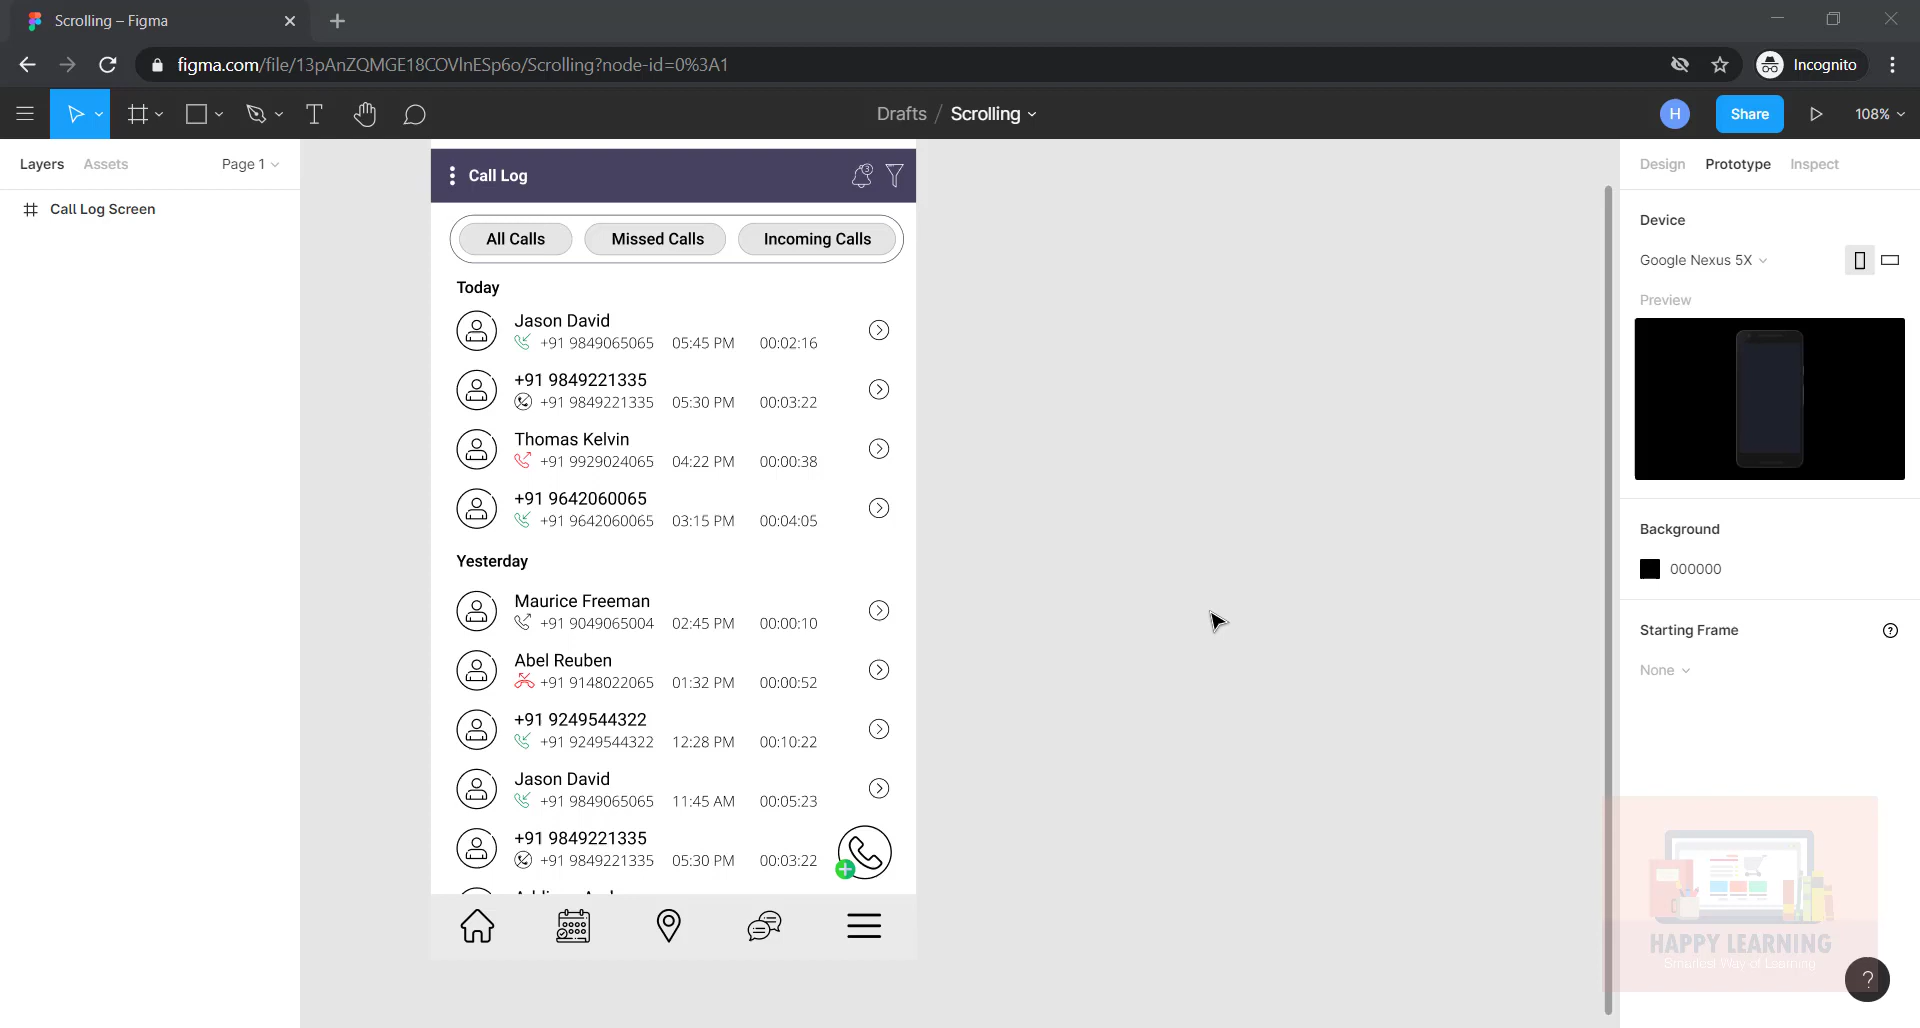 Scrolling – Figma
figma.com/file/13pAnZQMGE18COVlnESp6o/Scrolling?node-id=0%3A1
Incognito
Drafts / Scrolling
H
Share
108%
Layers
Assets
Page 1
Call Log Screen
Call Log
3
All Calls
Missed Calls
Incoming Calls
Today
Jason David
+91 9849065065 05:45 PM 00:02:16
+91 9849221335
+91 9849221335 05:30 PM 00:03:22
Thomas Kelvin
+91 9929024065 04:22 PM 00:00:38
+91 9642060065
+91 9642060065 03:15 PM 00:04:05
Yesterday
Maurice Freeman
+91 9049065004 02:45 PM 00:00:10
Abel Reuben
+91 9148022065 01:32 PM 00:00:52
+91 9249544322
+91 9249544322 12:28 PM 00:10:22
Jason David
+91 9849065065 11:45 AM 00:05:23
+91 9849221335
+91 9849221335 05:30 PM 00:03:22
Design
Prototype
Inspect
Device
Google Nexus 5X
Preview
Background
000000
Starting Frame
?
None
HAPPY LEARNING
Smartest Way of Learning
?